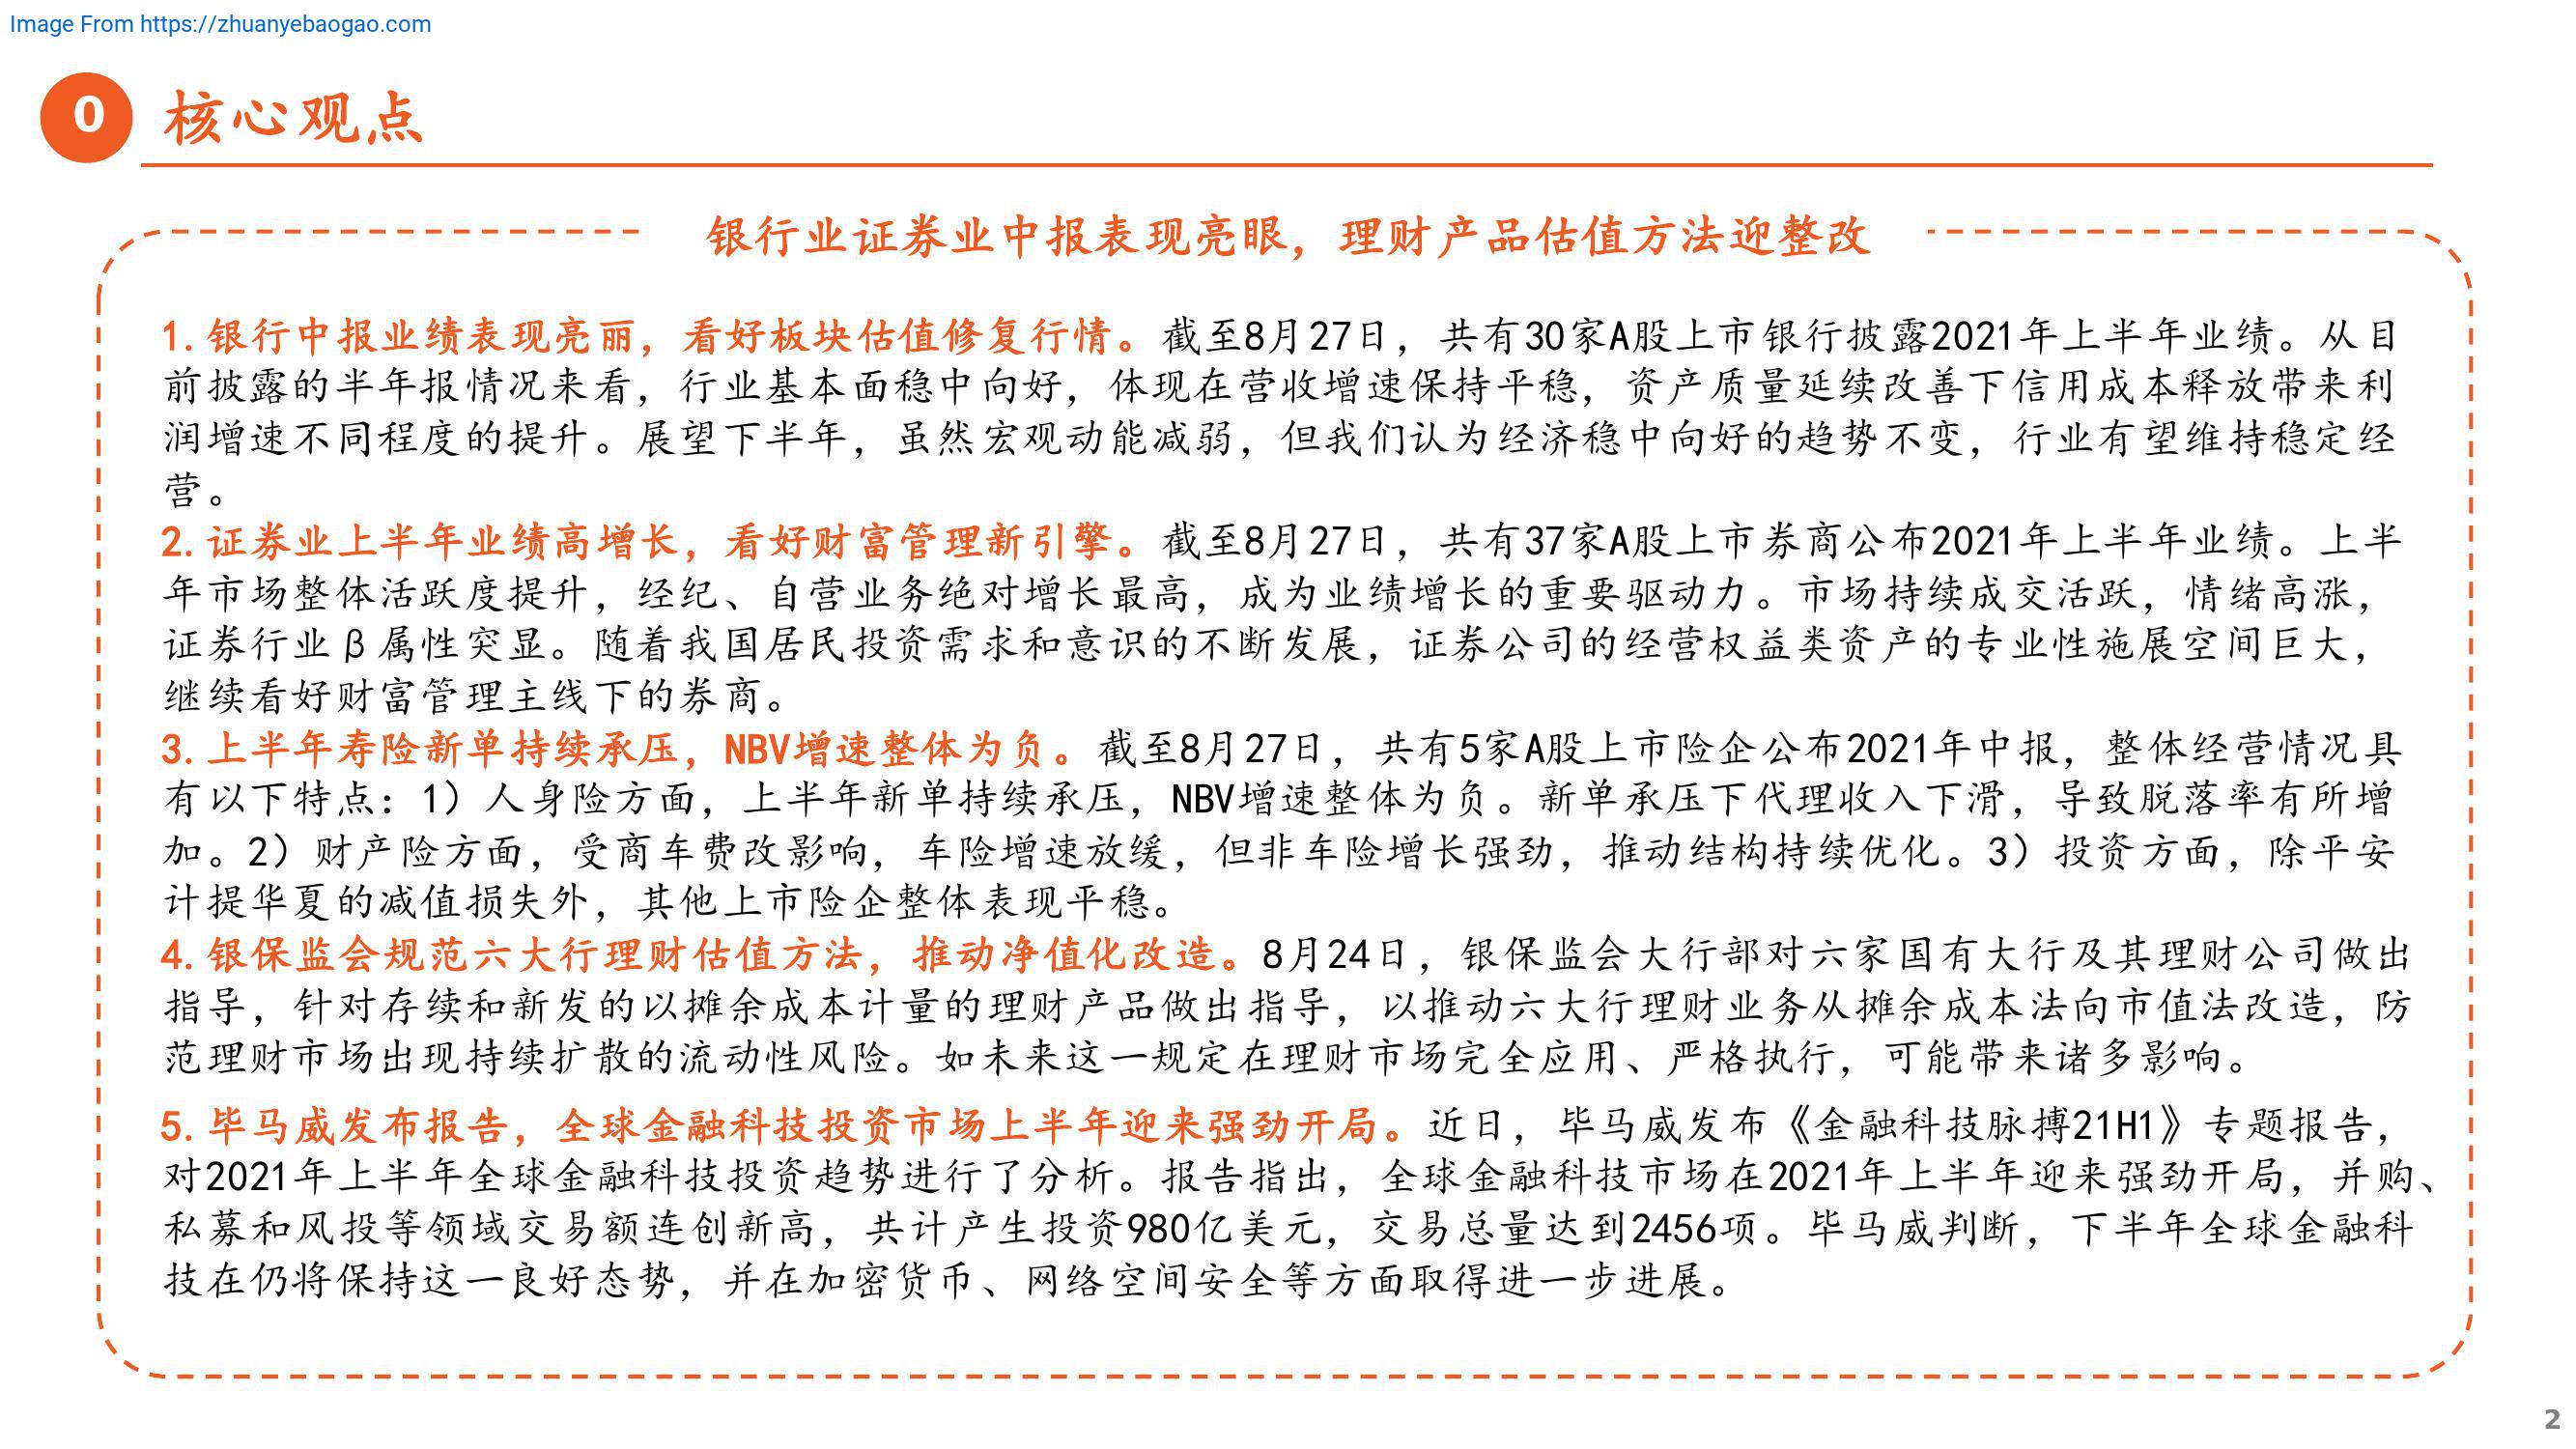 Image From https://zhuanyebaogao.com
0 核心观点
银行业证券业中报表现亮眼，理财产品估值方法迎整改
1. 银行中报业绩表现亮丽，看好板块估值修复行情。截至8月27日，共有30家A股上市银行披露2021年上半年业绩。从目
前披露的半年报情况来看，行业基本面稳中向好，体现在营收增速保持平稳，资产质量延续改善下信用成本释放带来利
润增速不同程度的提升。展望下半年，虽然宏观动能减弱，但我们认为经济稳中向好的趋势不变，行业有望维持稳定经
营。
2. 证券业上半年业绩高增长，看好财富管理新引擎。截至8月27日，共有37家A股上市券商公布2021年上半年业绩。上半
年市场整体活跃度提升，经纪、自营业务绝对增长最高，成为业绩增长的重要驱动力。市场持续成交活跃，情绪高涨，
证券行业β属性突显。随着我国居民投资需求和意识的不断发展，证券公司的经营权益类资产的专业性施展空间巨大，
继续看好财富管理主线下的券商。
3. 上半年寿险新单持续承压，NBV增速整体为负。截至8月27日，共有5家A股上市险企公布2021年中报，整体经营情况具
有以下特点：1）人身险方面，上半年新单持续承压，NBV增速整体为负。新单承压下代理收入下滑，导致脱落率有所增
加。2）财产险方面，受商车费改影响，车险增速放缓，但非车险增长强劲，推动结构持续优化。3）投资方面，除平安
计提华夏的减值损失外，其他上市险企整体表现平稳。
4. 银保监会规范六大行理财估值方法，推动净值化改造。8月24日，银保监会大行部对六家国有大行及其理财公司做出
指导，针对存续和新发的以摊余成本计量的理财产品做出指导，以推动六大行理财业务从摊余成本法向市值法改造，防
范理财市场出现持续扩散的流动性风险。如未来这一规定在理财市场完全应用、严格执行，可能带来诸多影响。
5. 毕马威发布报告，全球金融科技投资市场上半年迎来强劲开局。近日，毕马威发布《金融科技脉搏21H1》专题报告，
对2021年上半年全球金融科技投资趋势进行了分析。报告指出，全球金融科技市场在2021年上半年迎来强劲开局，并购、
私募和风投等领域交易额连创新高，共计产生投资980亿美元，交易总量达到2456项。毕马威判断，下半年全球金融科
技在仍将保持这一良好态势，并在加密货币、网络空间安全等方面取得进一步进展。
2